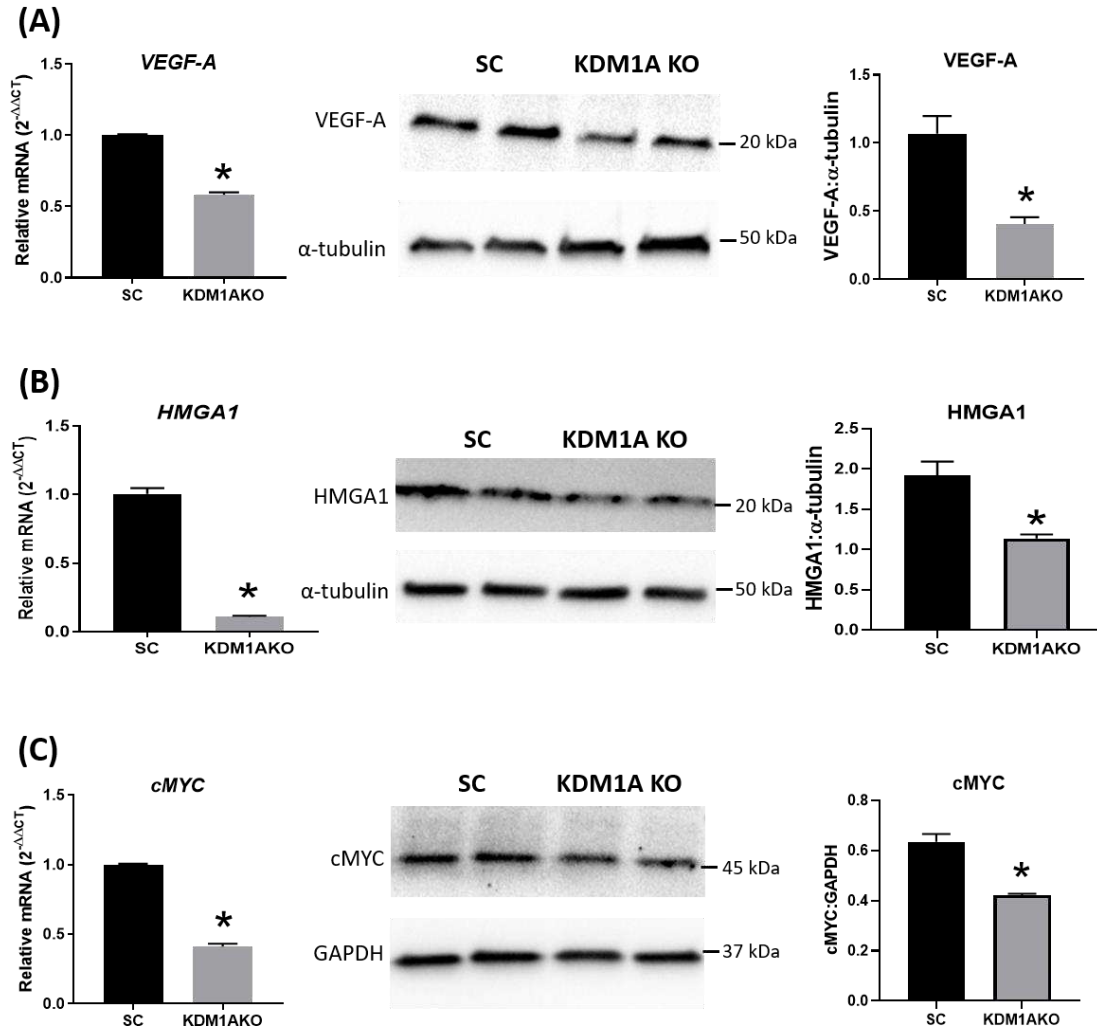 (A)
VEGF-A
Relative mRNA (2-ΔΔCT)
1.5
1.0
0.5
0.0
SC KDM1AKO
SC KDM1A KO
VEGF-A
20 kDa
α-tubulin
50 kDa
VEGF-A
VEGF-A:α-tubulin
1.5
1.0
0.5
0.0
SC KDM1AKO
*
*
(B)
HMGA1
Relative mRNA (2-ΔΔCT)
1.5
1.0
0.5
0.0
SC KDM1AKO
SC KDM1A KO
HMGA1
20 kDa
α-tubulin
50 kDa
HMGA1
HMGA1:α-tubulin
2.5
2.0
1.5
1.0
0.5
0.0
SC KDM1AKO
*
*
(C)
cMYC
Relative mRNA (2-ΔΔCT)
1.5
1.0
0.5
0.0
SC KDM1AKO
SC KDM1A KO
cMYC
45 kDa
GAPDH
37 kDa
cMYC
cMYC:GAPDH
0.8
0.6
0.4
0.2
0.0
SC KDM1AKO
*
*